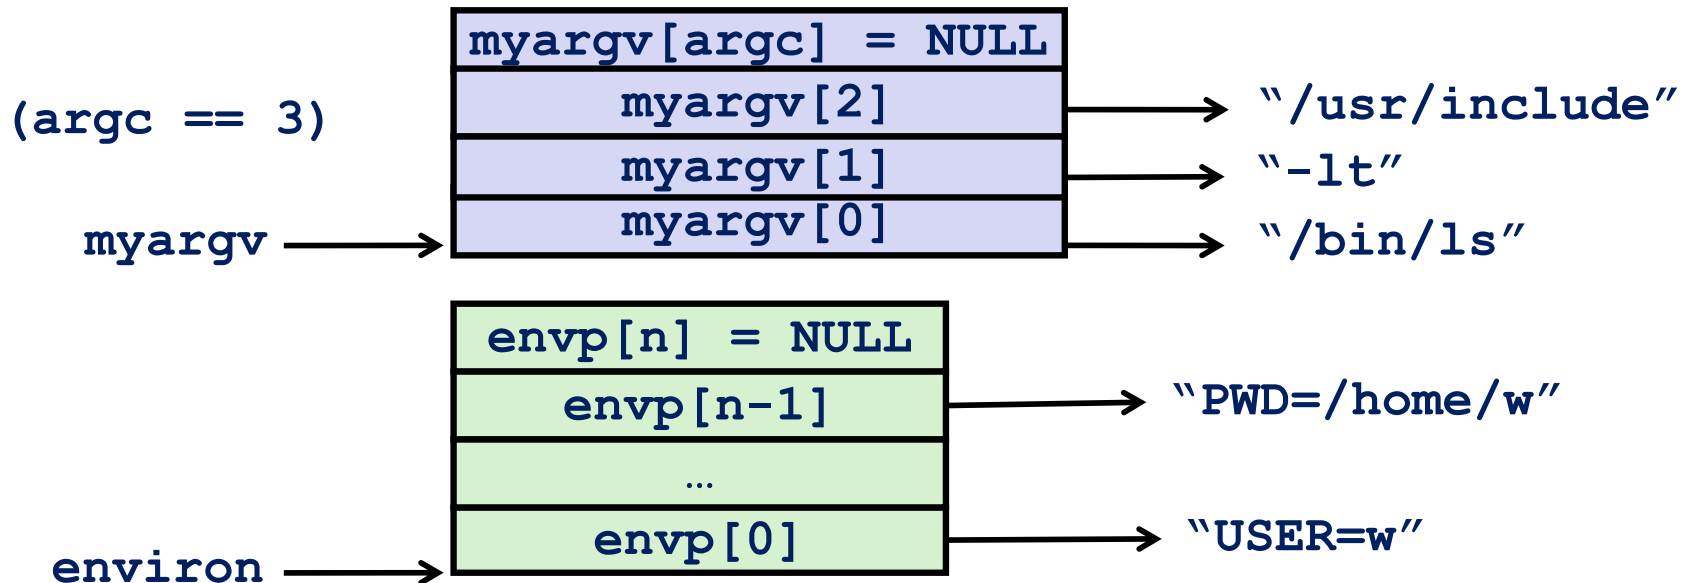 myargv[argc] = NULL
(argc == 3)
myargv[2]
“/usr/include”
myargv[1]
“-lt”
myargv
myargv[0]
“/bin/ls”
envp[n] = NULL
envp[n-1]
“PWD=/home/w”
…
envp[0]
“USER=w”
environ